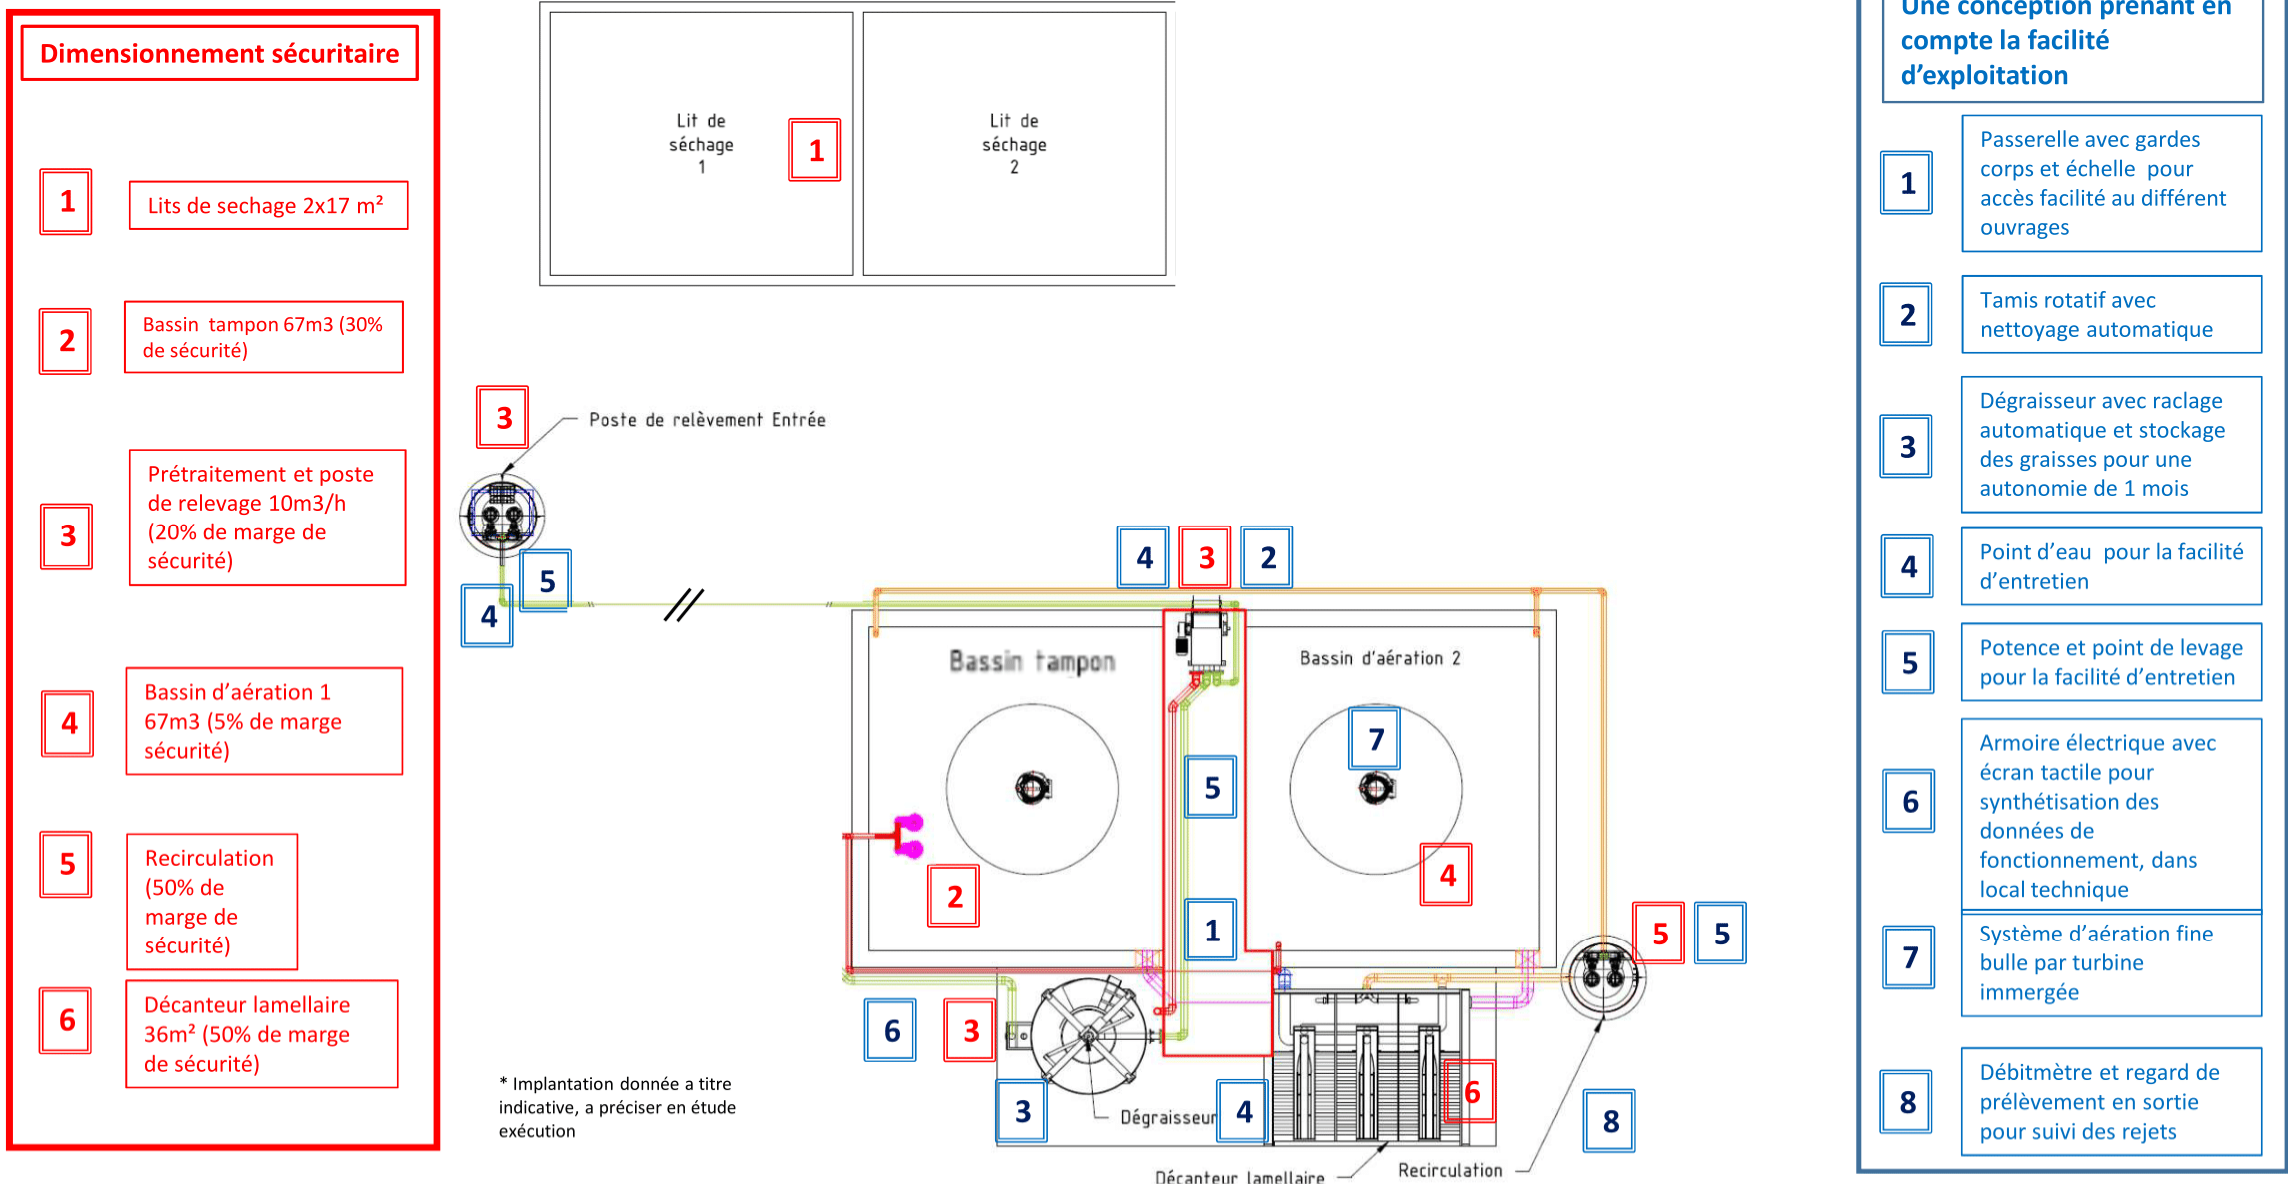 Dimensionnement sécuritaire
1
Lits de sechage 2x17 m²
2
Bassin tampon 67m3 (30%
de sécurité)
3
Prétraitement et poste
de relevage 10m3/h
(20% de marge de
sécurité)
4
Bassin d'aération 1
67m3 (5% de marge
sécurité)
5
Recirculation
(50% de
marge de
sécurité)
6
Décanteur lamellaire
36m² (50% de marge
de sécurité)
Lit de
séchage
1
1
Lit de
séchage
2
3
Poste de relèvement Entrée
5
4
4
3
2
Bassin tampon
Bassin d'aération 2
7
5
4
2
1
5
5
6
3
3
Dégraisseur
4
6
8
Décanteur lamellaire
Recirculation
* Implantation donnée a titre
indicative, a préciser en étude
exécution
Une conception prenant en
compte la facilité
d'exploitation
1
Passerelle avec gardes
corps et échelle pour
accès facilité au différent
ouvrages
2
Tamis rotatif avec
nettoyage automatique
3
Dégraisseur avec raclage
automatique et stockage
des graisses pour une
autonomie de 1 mois
4
Point d'eau pour la facilité
d'entretien
5
Potence et point de levage
pour la facilité d'entretien
6
Armoire électrique avec
écran tactile pour
synthétisation des
données de
fonctionnement, dans
local technique
7
Système d'aération fine
bulle par turbine
immergée
8
Débitmètre et regard de
prélèvement en sortie
pour suivi des rejets